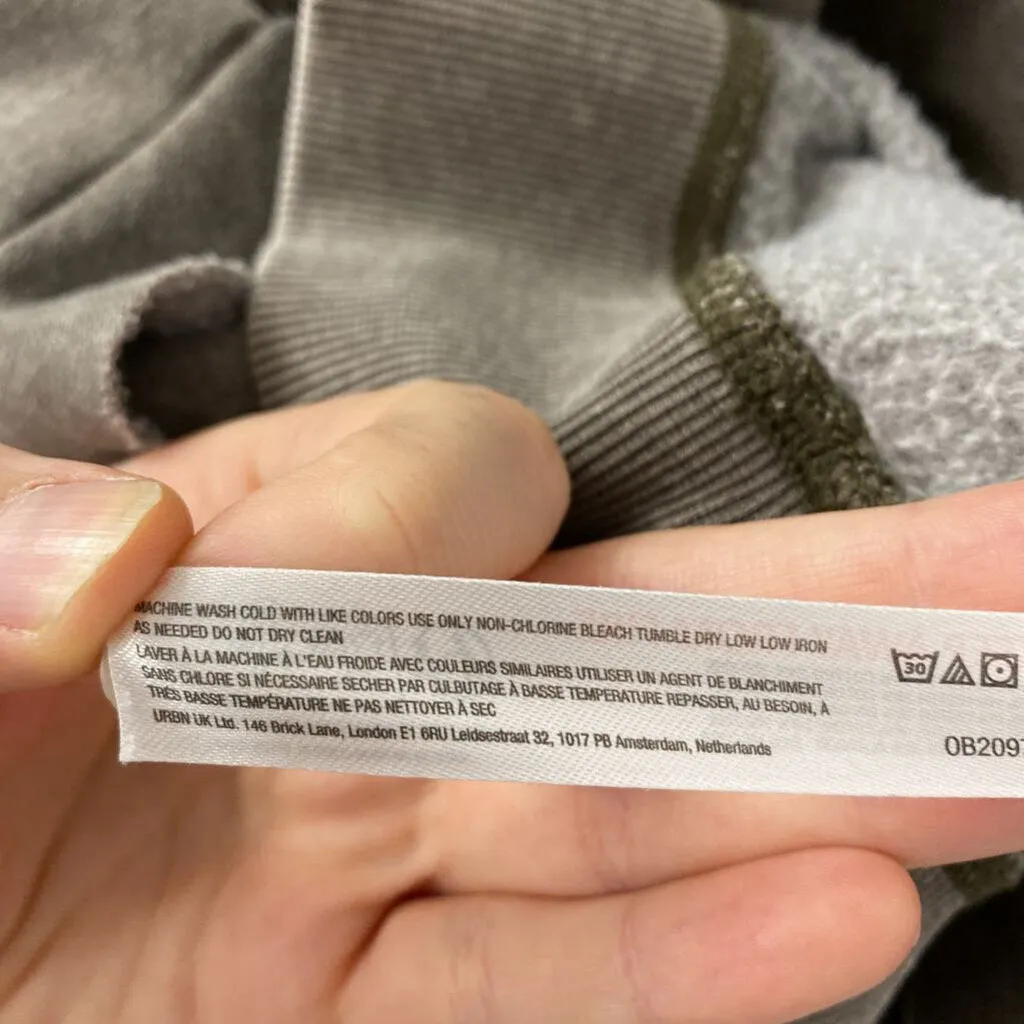 MACHINE WASH COLD WITH LIKE COLORS USE ONLY NON-CHLORINE BLEACH TUMBLE DRY LOW LOW IRON
AS NEEDED DO NOT DRY CLEAN
LAVER À LA MACHINE À L'EAU FROIDE AVEC COULEURS SIMILAIRES UTILISER UN AGENT DE BLANCHIMENT
SANS CHLORE SI NÉCESSAIRE SECHER PAR CULBUTAGE À BASSE TEMPERATURE REPASSER, AU BESOIN, À
TRÈS BASSE TEMPÉRATURE NE PAS NETTOYER À SEC
URBN UK Ltd. 146 Brick Lane, London E1 6RU Leidsestraat 32, 1017 PB Amsterdam, Netherlands
30
0B209